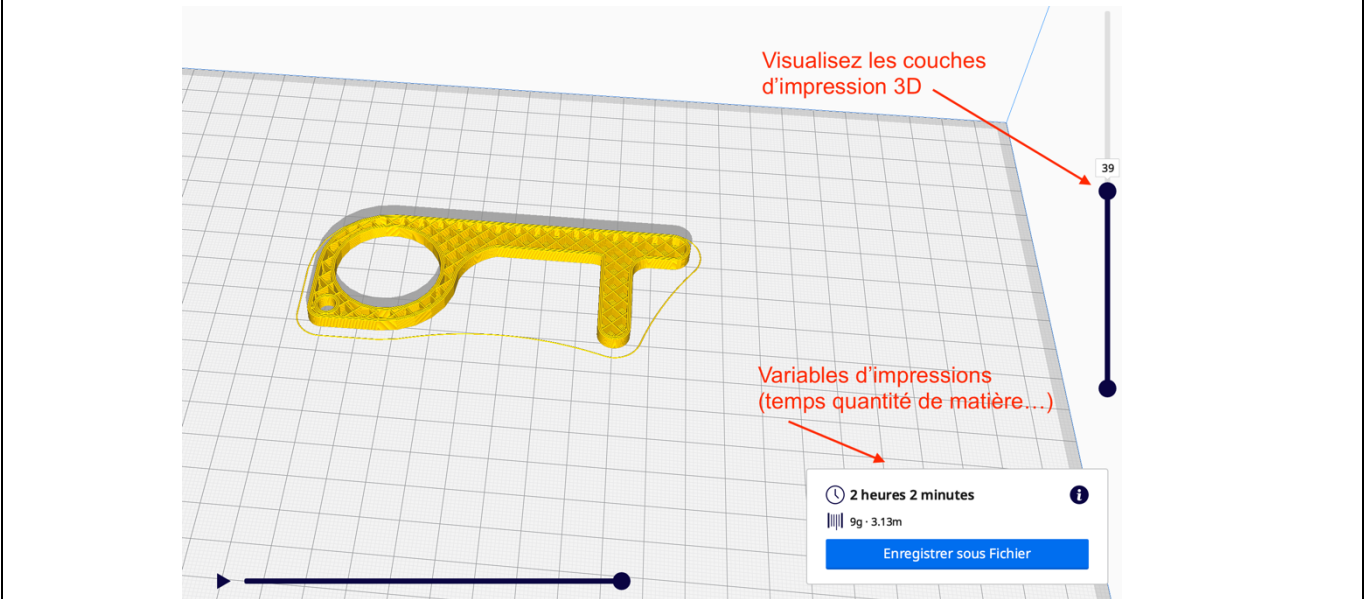 Visualisez les couches
d’impression 3D
39
Variables d’impressions
(temps quantité de matière…)
2 heures 2 minutes
9g · 3.13m
Enregistrer sous Fichier